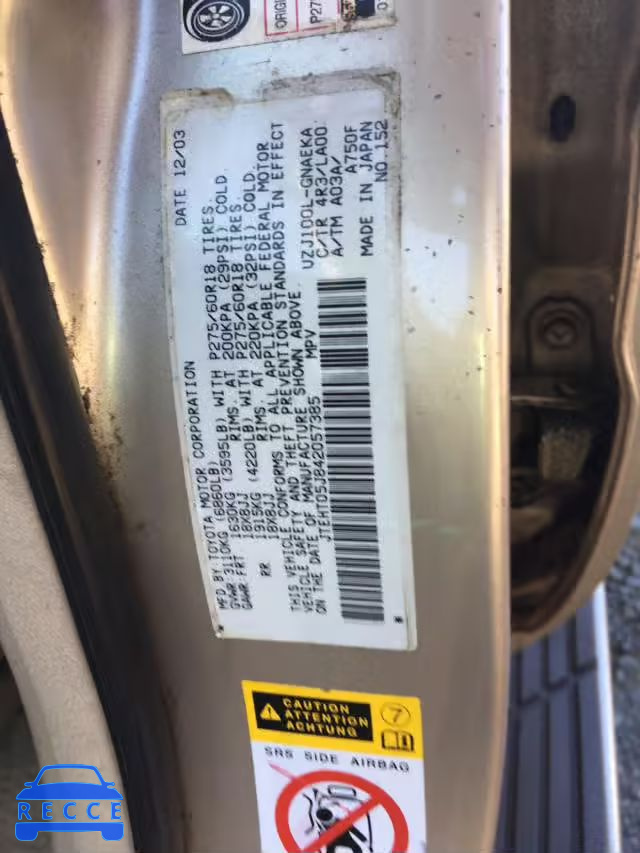 ORIGI
P27
MFD.BY TOYOTA MOTOR CORPORATION DATE 12/03
GVWR 3110KG (6860LB)
GAWR FRT 1630KG (3595LB) WITH P275/60R18 TIRES.
18X8JJ RIMS. AT 200KPA (29PSI) COLD.
RR 1915KG (4220LB) WITH P275/60R18 TIRES.
18X8JJ RIMS. AT 220KPA (32PSI) COLD.
THIS VEHICLE CONFORMS TO ALL APPLICABLE FEDERAL MOTOR
VEHICLE SAFETY AND THEFT PREVENTION STANDARDS IN EFFECT
ON THE DATE OF MANUFACTURE SHOWN ABOVE.
JTEHT05J842057385 MPV
UZJ100L-GNAEKA
C/TR 4R3/LA00
A/TM A03A/ A750F
MADE IN JAPAN
NO.152
CAUTION
ATTENTION
ACHTUNG
7
SRS SIDE AIRBAG
RECCE